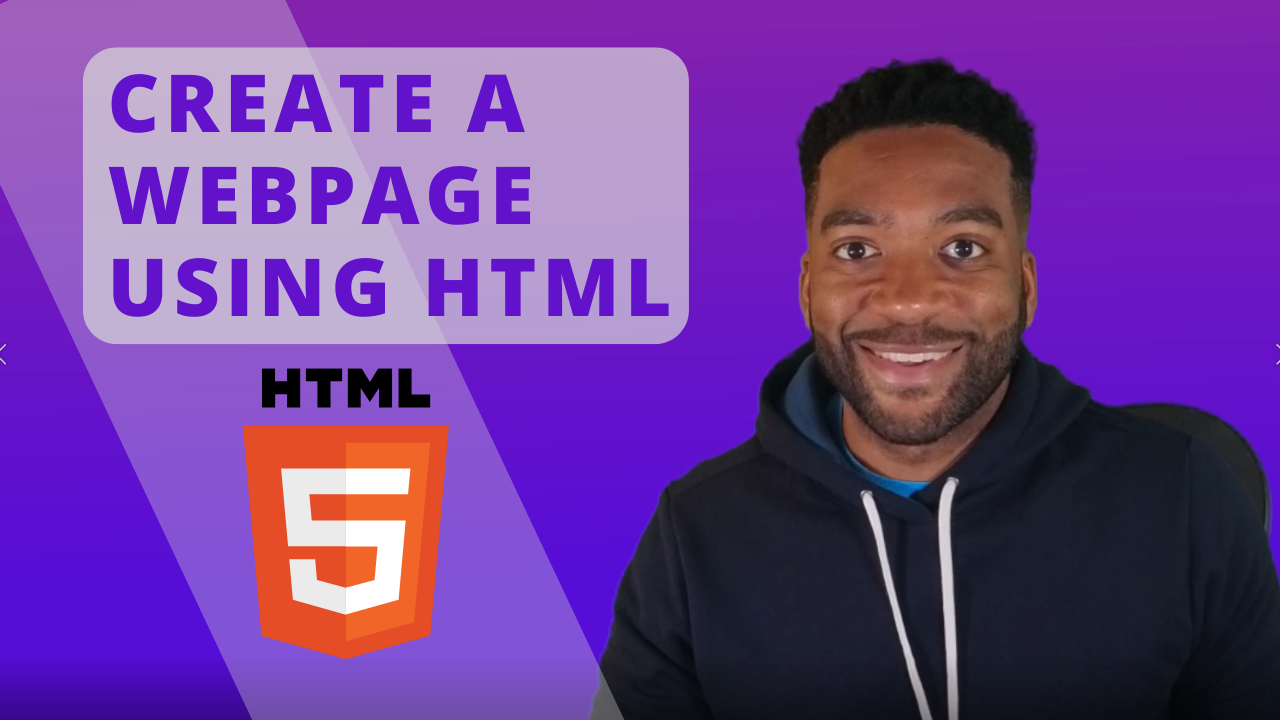 CREATE A
WEBPAGE
USING HTML
HTML
5